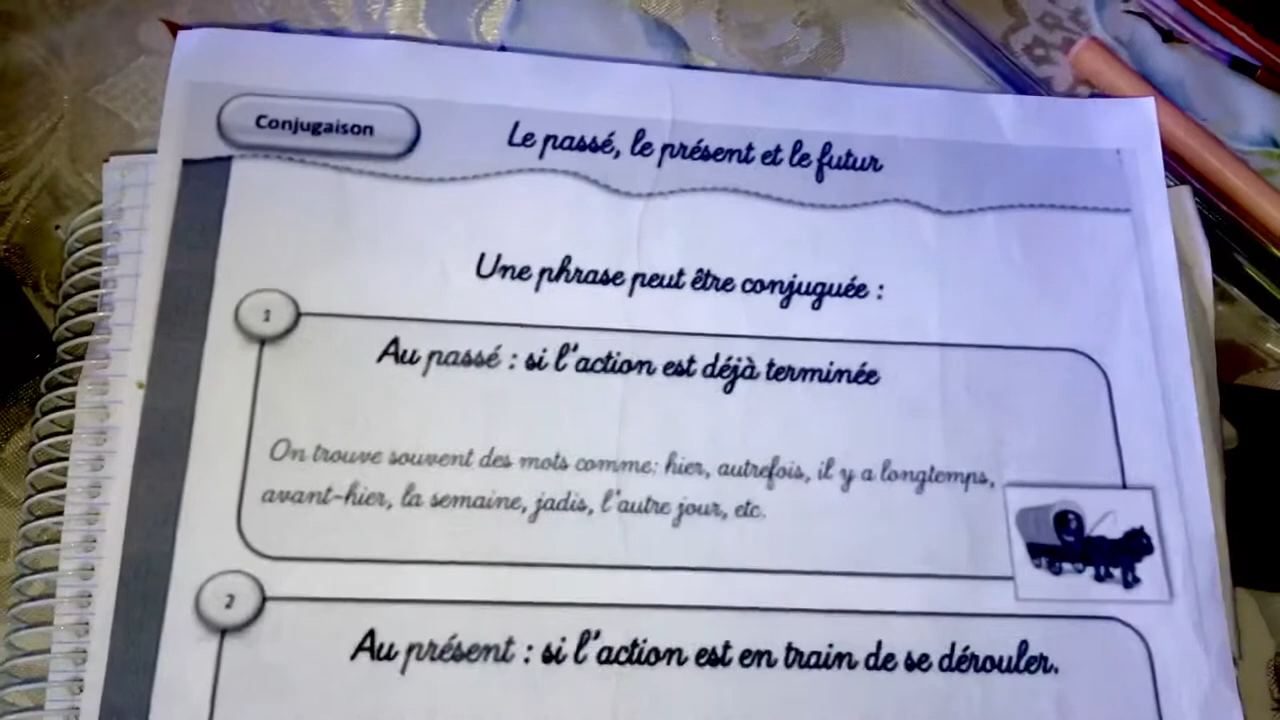 Conjugaison
Le passé, le présent et le futur
Une phrase peut être conjuguée :
1
Au passé : si l'action est déjà terminée
On trouve souvent des mots comme: hier, autrefois, il y a longtemps,
avant-hier, la semaine, jadis, l'autre jour, etc.
2
Au présent : si l'action est en train de se dérouler.